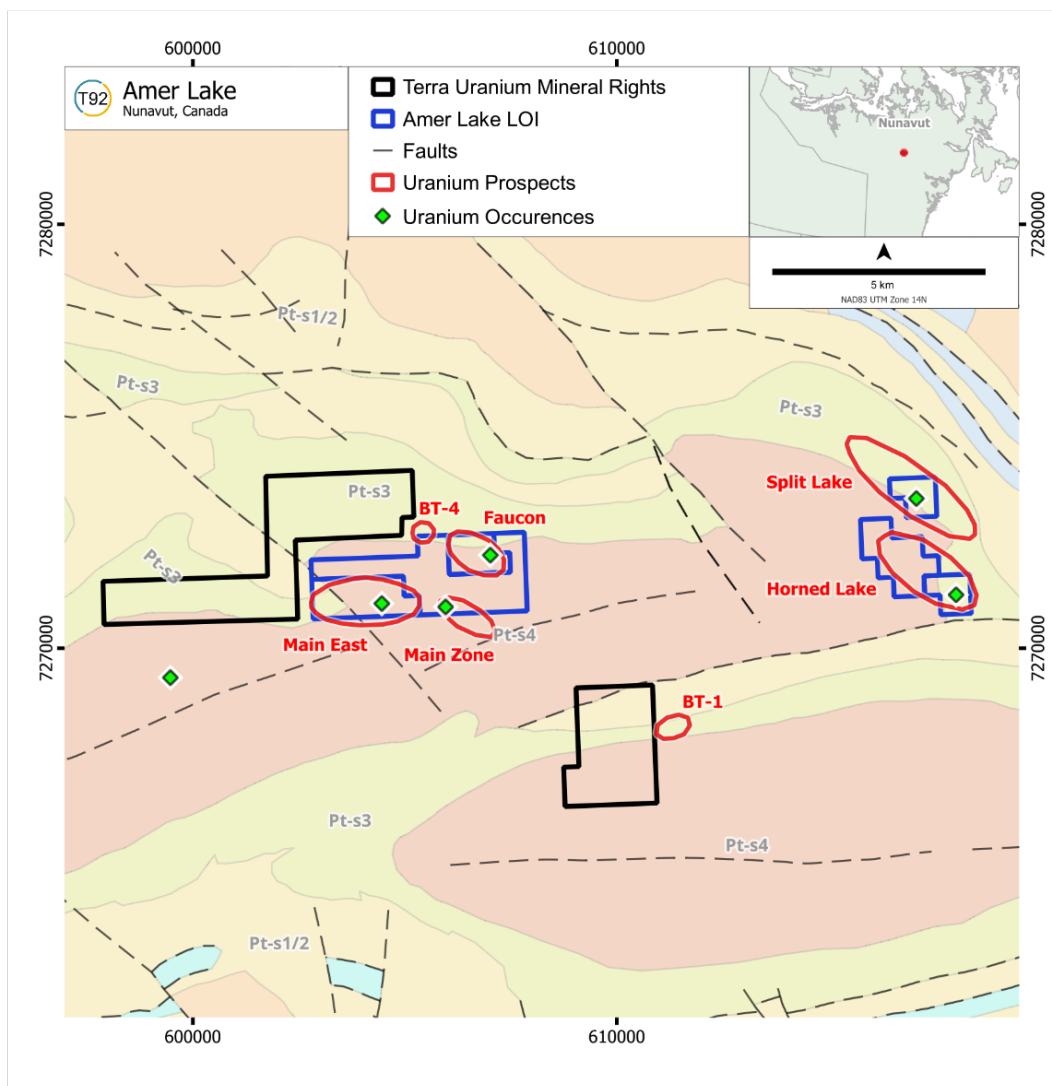 600000
610000
T92
Amer Lake
Nunavut, Canada
Terra Uranium Mineral Rights
Amer Lake LOI
Faults
Uranium Prospects
Uranium Occurences
Nunavut
5 km
NAD83 UTM Zone 14N
7280000
7280000
Pt-s1/2
Pt-s3
Pt-s3
Split Lake
Pt-s3
BT-4
Faucon
Pt-s3
Horned Lake
Main East
Main Zone
Pt-s4
7270000
7270000
BT-1
Pt-s3
Pt-s4
Pt-s1/2
600000
610000